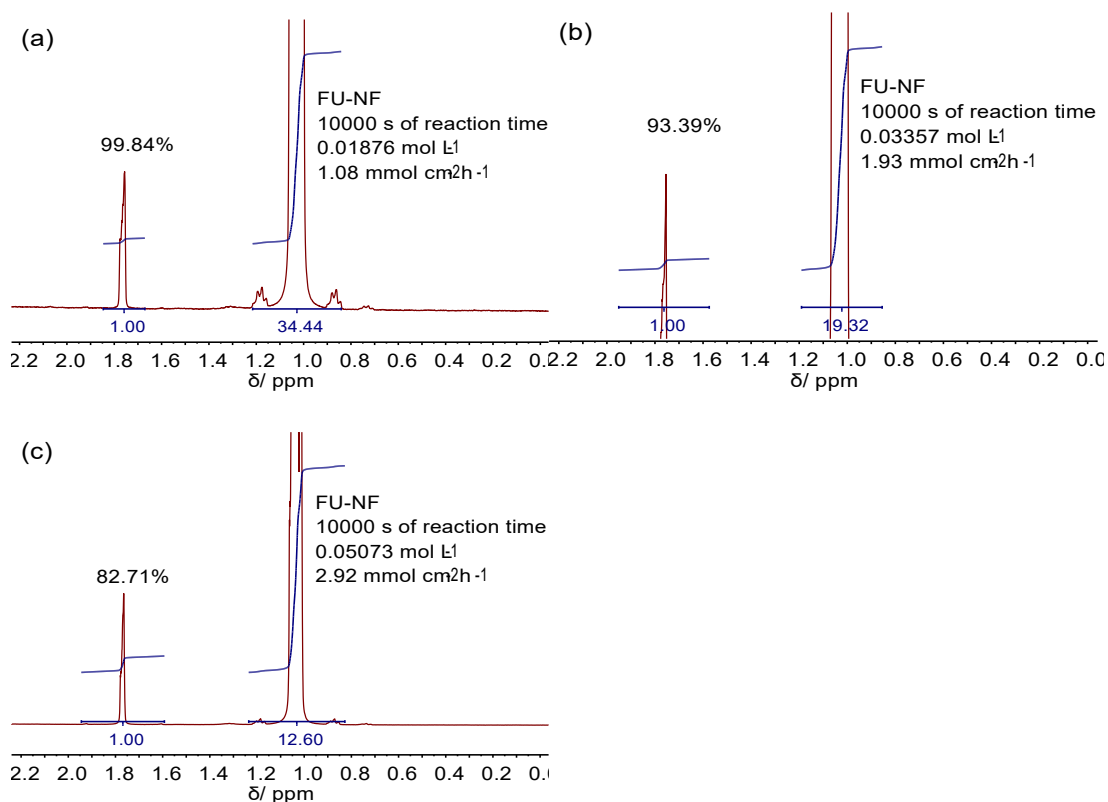 (a)
99.84%
FU-NF
10000 s of reaction time
0.01876 mol L-1
1.08 mmol cm-2h-1
1.00
34.44
2.2 2.0 1.8 1.6 1.4 1.2 1.0 0.8 0.6 0.4 0.2 0.0
δ/ ppm
(b)
93.39%
FU-NF
10000 s of reaction time
0.03357 mol L-1
1.93 mmol cm-2h-1
1.00
19.32
2.2 2.0 1.8 1.6 1.4 1.2 1.0 0.8 0.6 0.4 0.2 0.0
δ/ ppm
(c)
82.71%
FU-NF
10000 s of reaction time
0.05073 mol L-1
2.92 mmol cm-2h-1
1.00
12.60
2.2 2.0 1.8 1.6 1.4 1.2 1.0 0.8 0.6 0.4 0.2 0.0
δ/ ppm